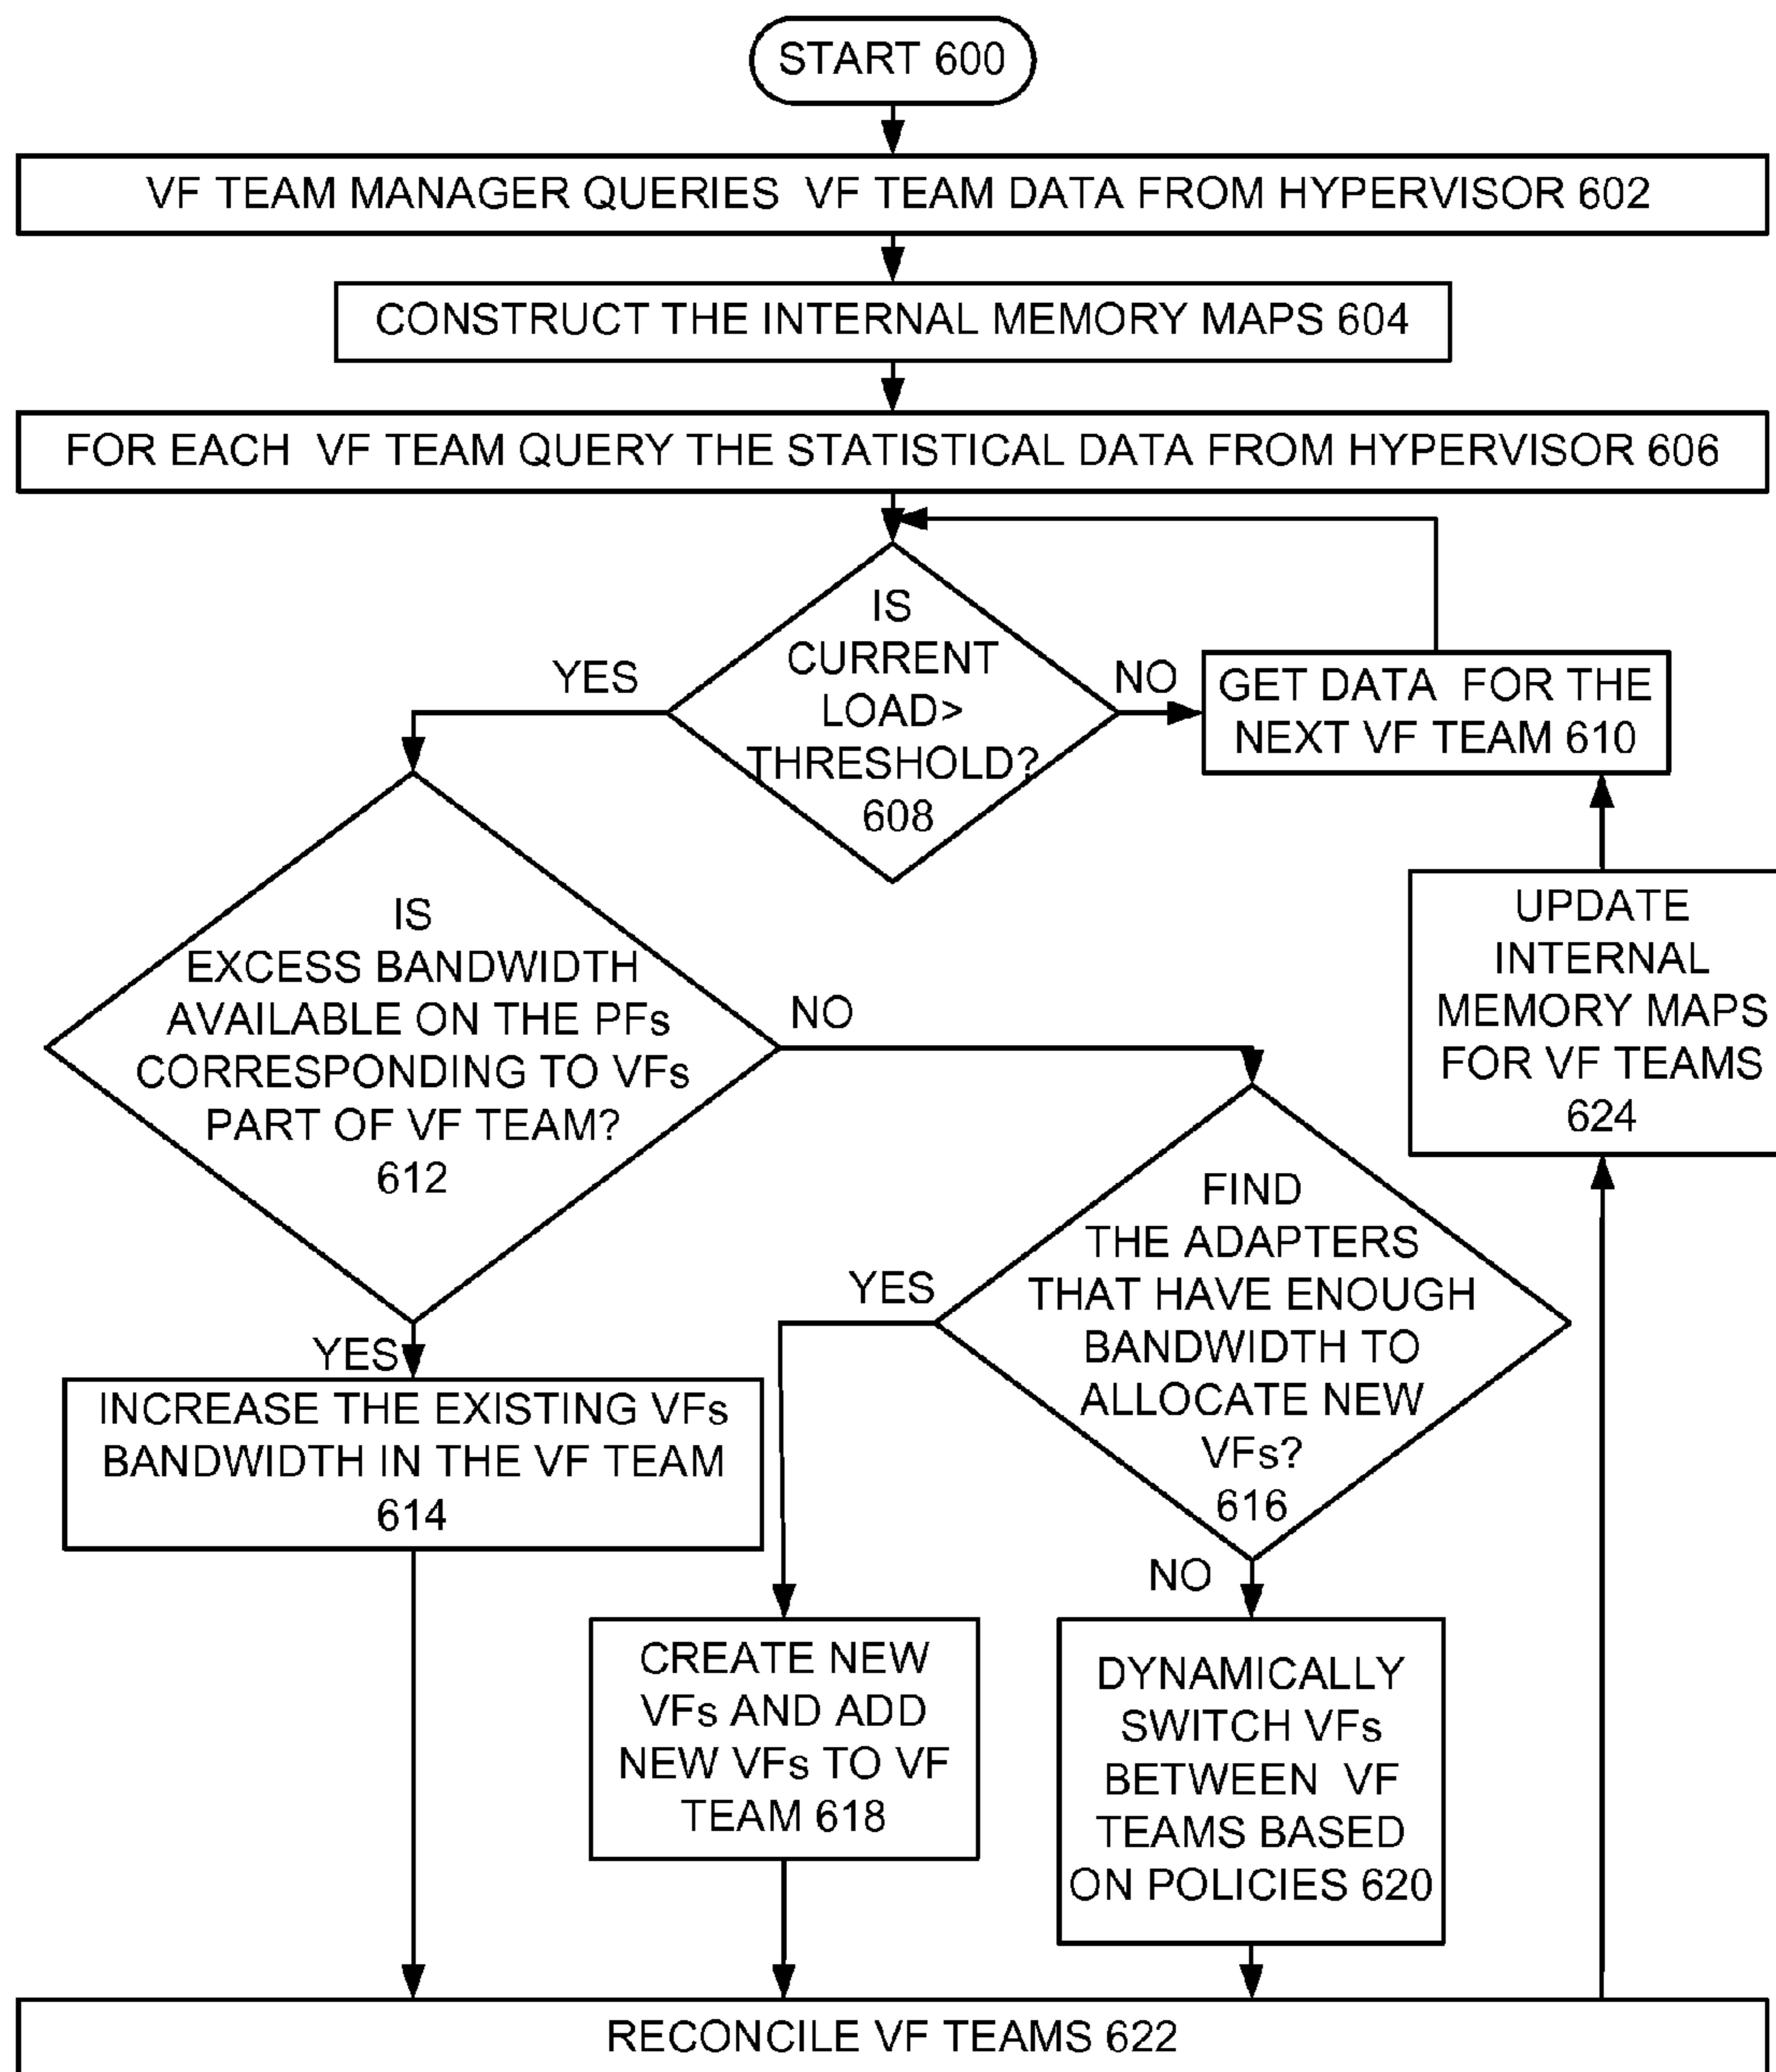 START 600
VF TEAM MANAGER QUERIES VF TEAM DATA FROM HYPERVISOR 602
CONSTRUCT THE INTERNAL MEMORY MAPS 604
FOR EACH VF TEAM QUERY THE STATISTICAL DATA FROM HYPERVISOR 606
IS
CURRENT
LOAD>
THRESHOLD?
608
YES
NO
GET DATA FOR THE
NEXT VF TEAM 610
IS
EXCESS BANDWIDTH
AVAILABLE ON THE PFs
CORRESPONDING TO VFs
PART OF VF TEAM?
612
NO
UPDATE
INTERNAL
MEMORY MAPS
FOR VF TEAMS
624
YES
INCREASE THE EXISTING VFs
BANDWIDTH IN THE VF TEAM
614
FIND
THE ADAPTERS
THAT HAVE ENOUGH
BANDWIDTH TO
ALLOCATE NEW
VFs?
616
YES
NO
CREATE NEW
VFs AND ADD
NEW VFs TO VF
TEAM 618
DYNAMICALLY
SWITCH VFs
BETWEEN VF
TEAMS BASED
ON POLICIES 620
RECONCILE VF TEAMS 622